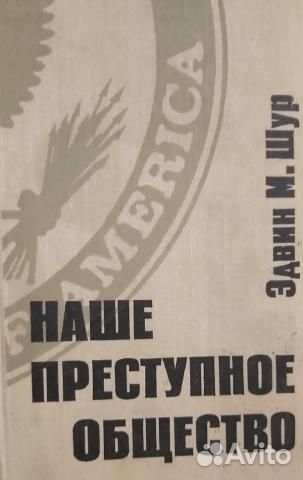 AMERICA
Эдвин М. Шур
НАШЕ
ПРЕСТУПНОЕ
ОБЩЕСТВО
Avito